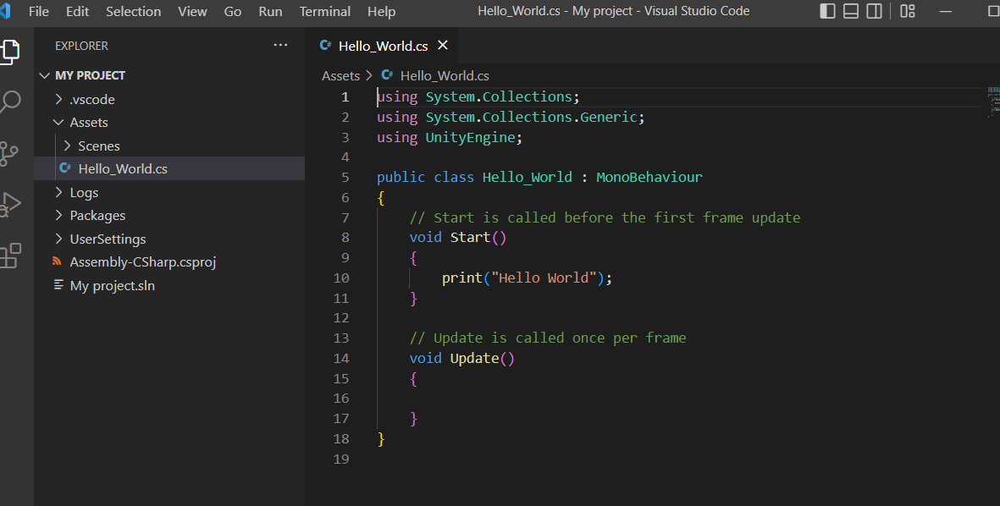 File Edit Selection View Go Run Terminal Help Hello_World.cs - My project - Visual Studio Code
EXPLORER ...
MY PROJECT
.vscode
Assets
Scenes
Hello_World.cs
Logs
Packages
UserSettings
Assembly-CSharp.csproj
My project.sln
C# Hello_World.cs
Assets > C# Hello_World.cs
1 using System.Collections;
2 using System.Collections.Generic;
3 using UnityEngine;
4
5 public class Hello_World : MonoBehaviour
6 {
7 // Start is called before the first frame update
8 void Start()
9 {
10 print("Hello World");
11 }
12
13 // Update is called once per frame
14 void Update()
15 {
16
17 }
18 }
19